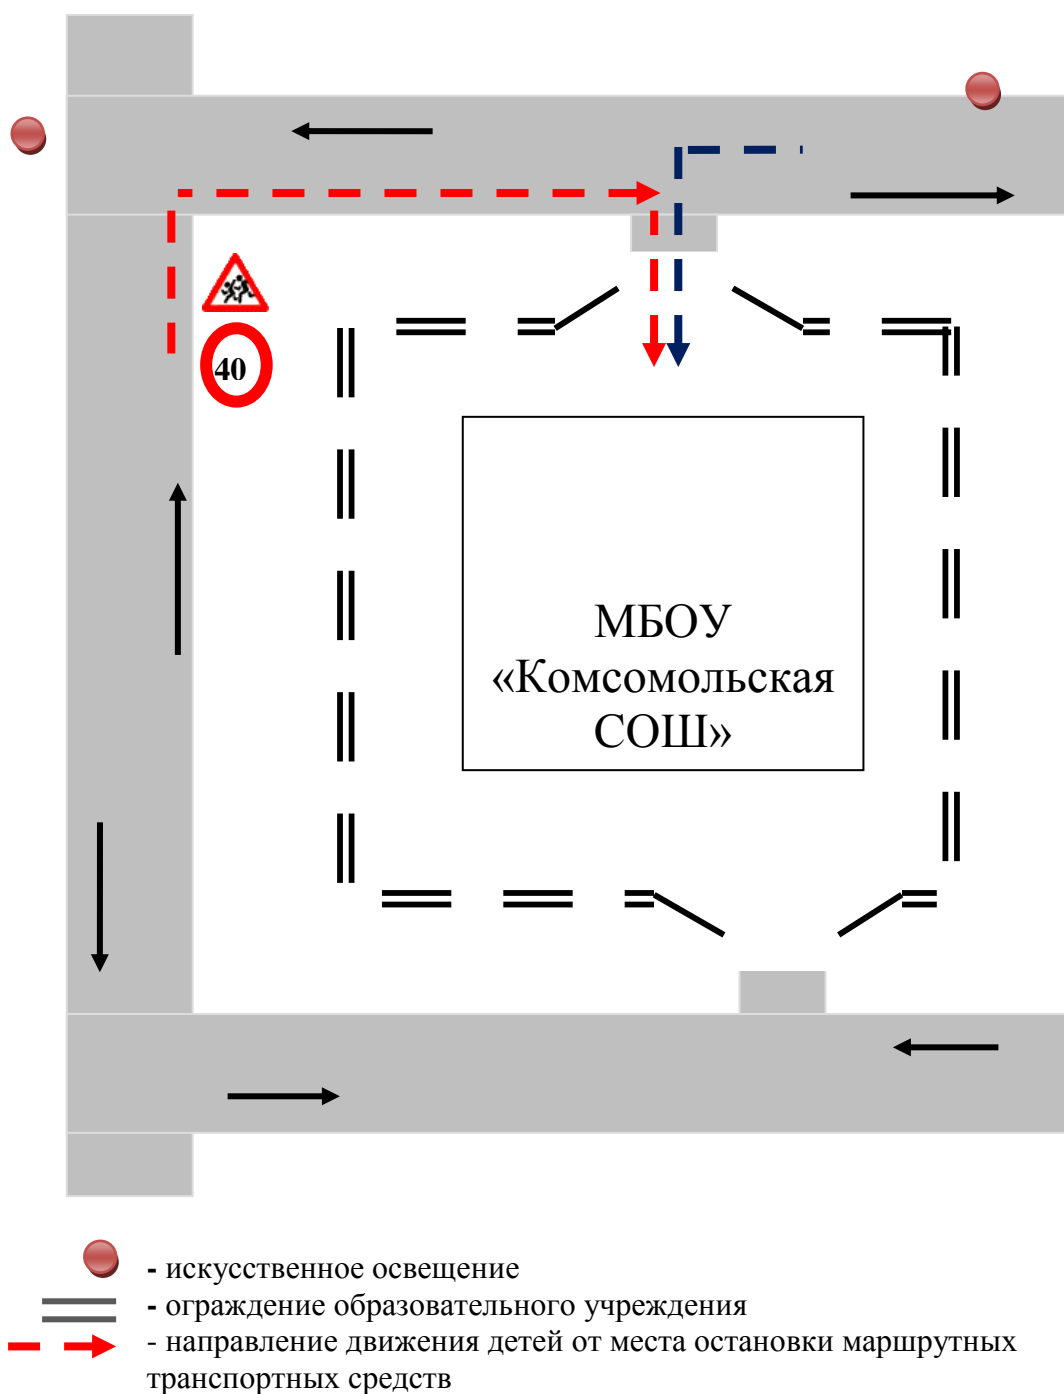 40
МБОУ
«Комсомольская
СОШ»
- искусственное освещение
- ограждение образовательного учреждения
- направление движения детей от места остановки маршрутных
транспортных средств